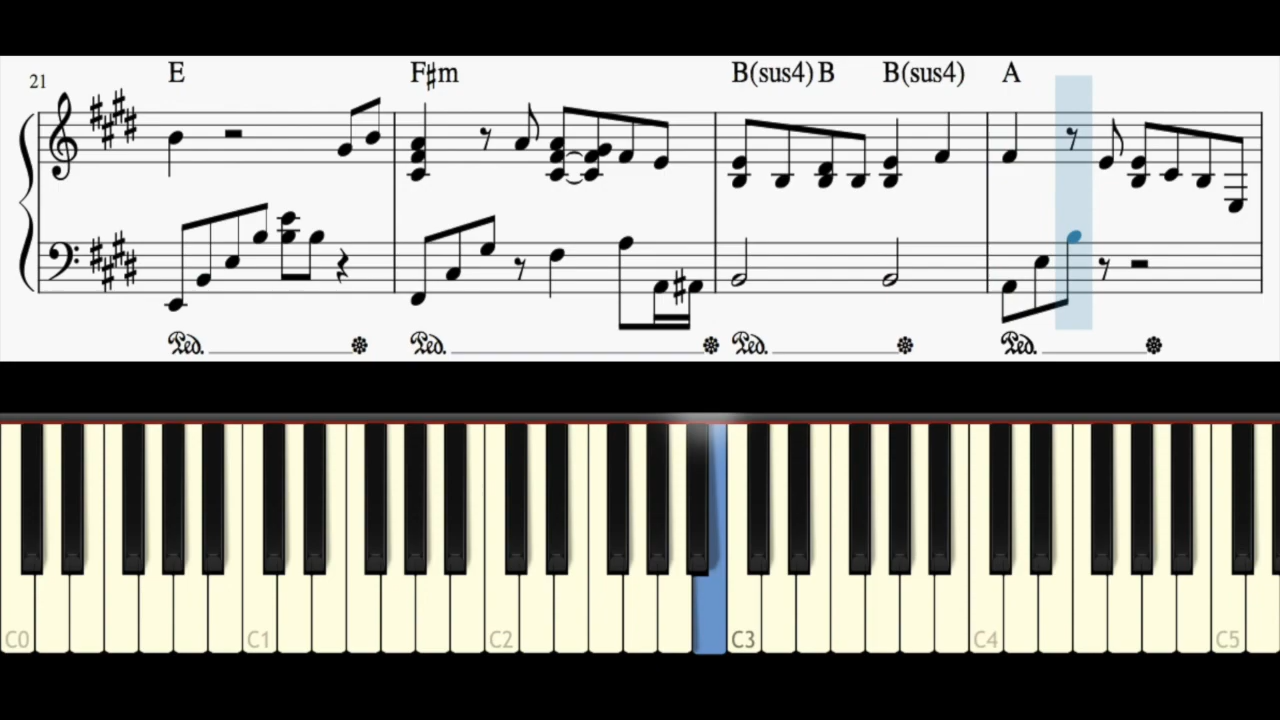 E F♯m B(sus4) B B(sus4) A
21
Ped. Ped. Ped. Ped.
C0 C1 C2 C3 C4 C5